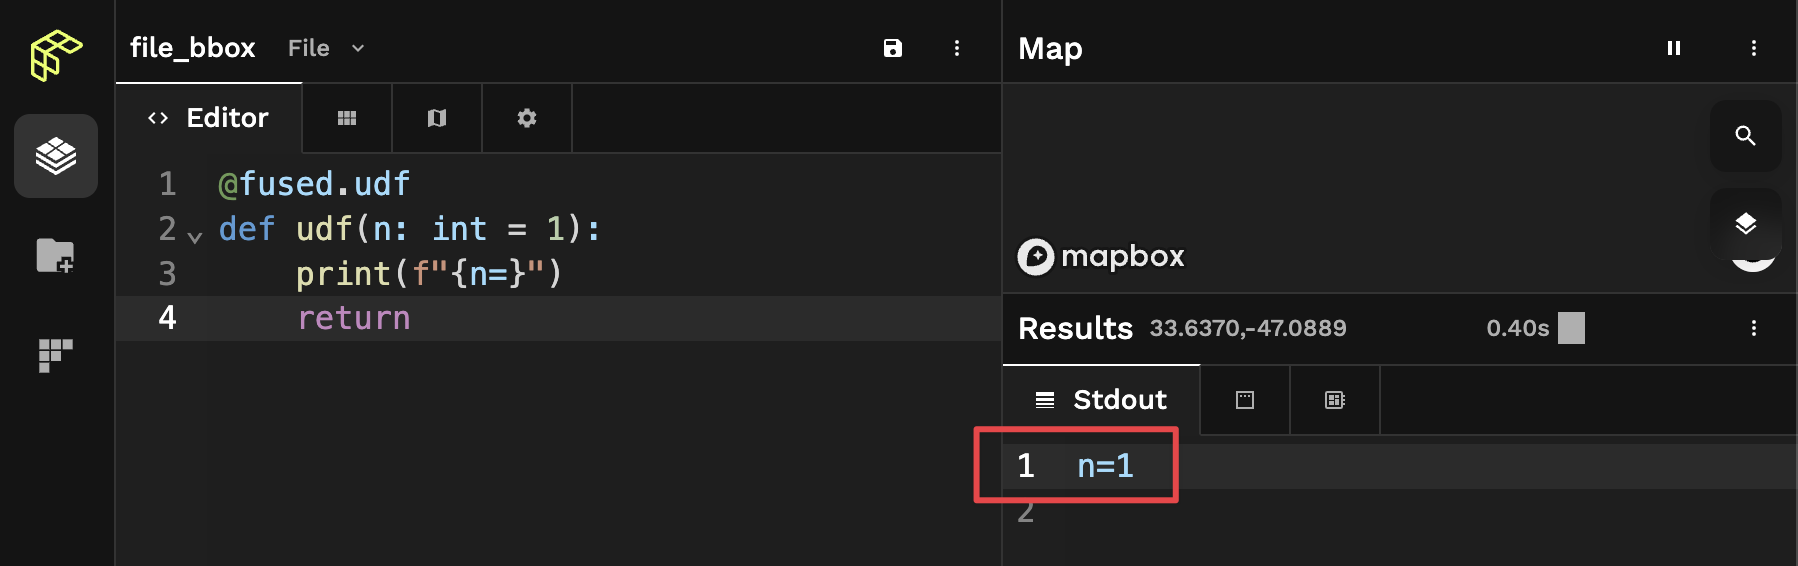 file_bbox File
Editor
1 @fused.udf
2 def udf(n: int = 1):
3 print(f"{n=}")
4 return
Map
mapbox
Results 33.6370,-47.0889 0.40s
Stdout
1 n=1
2